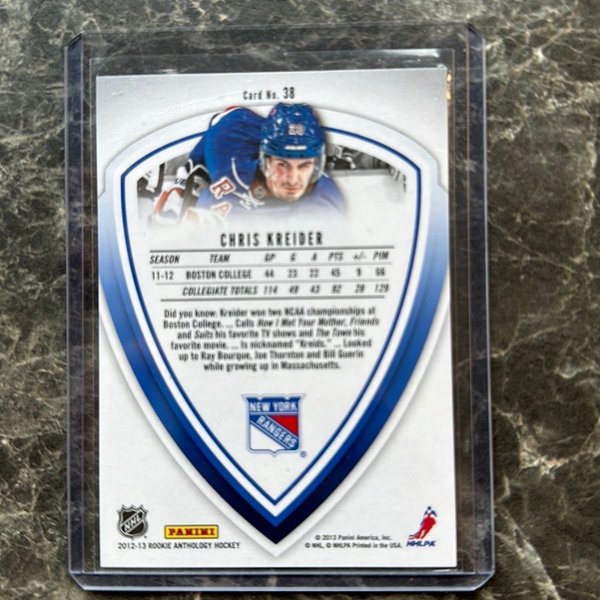 Card No. 38
20
CHRIS KREIDER
SEASON TEAM GP G A PTS +/- PIM
11-12 BOSTON COLLEGE 44 23 22 45 9 66
COLLEGIATE TOTALS 114 49 43 92 28 129
Did you know: Kreider won two NCAA championships at
Boston College. ... Calls How I Met Your Mother, Friends
and Suits his favorite TV shows and The Town his
favorite movie. ... Is nicknamed "Kreids." ... Looked
up to Ray Bourque, Joe Thornton and Bill Guerin
while growing up in Massachusetts.
NEW YORK
RANGERS
®
NHL
PANINI
2012-13 ROOKIE ANTHOLOGY HOCKEY
© 2013 Panini America, Inc.
© NHL, © NHLPA Printed in the USA.
NHLPA